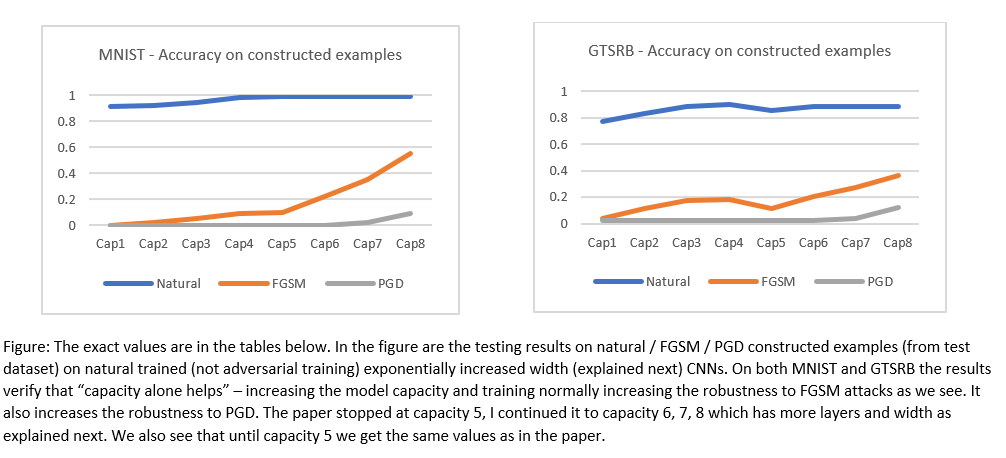 MNIST - Accuracy on constructed examples
1
0.8
0.6
0.4
0.2
0
Cap1 Cap2 Cap3 Cap4 Cap5 Cap6 Cap7 Cap8
Natural FGSM PGD
GTSRB - Accuracy on constructed examples
1
0.8
0.6
0.4
0.2
0
Cap1 Cap2 Cap3 Cap4 Cap5 Cap6 Cap7 Cap8
Natural FGSM PGD
Figure: The exact values are in the tables below. In the figure are the testing results on natural / FGSM / PGD constructed examples (from test
dataset) on natural trained (not adversarial training) exponentially increased width (explained next) CNNs. On both MNIST and GTSRB the results
verify that “capacity alone helps” – increasing the model capacity and training normally increasing the robustness to FGSM attacks as we see. It
also increases the robustness to PGD. The paper stopped at capacity 5, I continued it to capacity 6, 7, 8 which has more layers and width as
explained next. We also see that until capacity 5 we get the same values as in the paper.